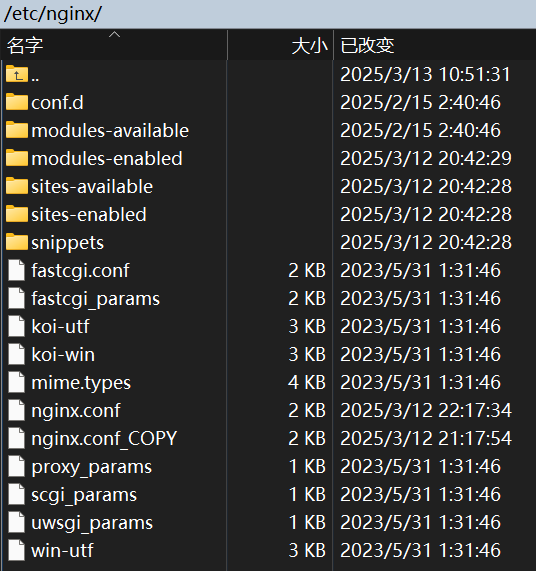 /etc/nginx/
名字 大小 已改变
.. 2025/3/13 10:51:31
conf.d 2025/2/15 2:40:46
modules-available 2025/2/15 2:40:46
modules-enabled 2025/3/12 20:42:29
sites-available 2025/3/12 20:42:28
sites-enabled 2025/3/12 20:42:28
snippets 2025/3/12 20:42:28
fastcgi.conf 2 KB 2023/5/31 1:31:46
fastcgi_params 2 KB 2023/5/31 1:31:46
koi-utf 3 KB 2023/5/31 1:31:46
koi-win 3 KB 2023/5/31 1:31:46
mime.types 4 KB 2023/5/31 1:31:46
nginx.conf 2 KB 2025/3/12 22:17:34
nginx.conf_COPY 2 KB 2025/3/12 21:17:54
proxy_params 1 KB 2023/5/31 1:31:46
scgi_params 1 KB 2023/5/31 1:31:46
uwsgi_params 1 KB 2023/5/31 1:31:46
win-utf 3 KB 2023/5/31 1:31:46